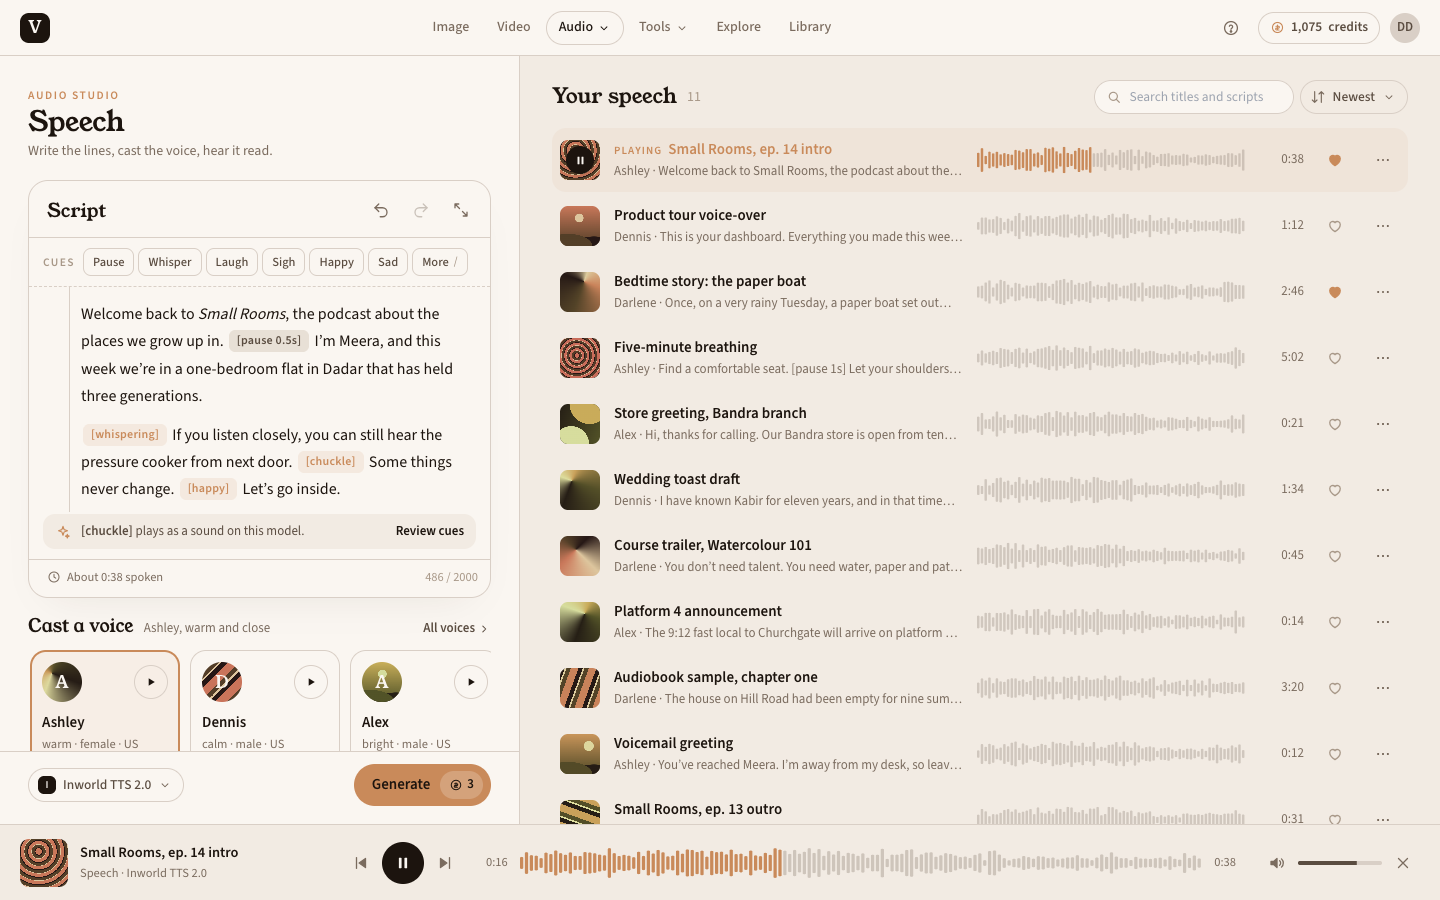 V
Image
Video
Audio
Tools
Explore
Library
1,075 credits
DD
AUDIO STUDIO
Speech
Write the lines, cast the voice, hear it read.
Script
CUES
Pause
Whisper
Laugh
Sigh
Happy
Sad
More /
Welcome back to Small Rooms, the podcast about the
places we grow up in. [pause 0.5s] I’m Meera, and this
week we’re in a one-bedroom flat in Dadar that has held
three generations.
[whispering] If you listen closely, you can still hear the
pressure cooker from next door. [chuckle] Some things
never change. [happy] Let’s go inside.
[chuckle] plays as a sound on this model.
Review cues
About 0:38 spoken
486 / 2000
Cast a voice
Ashley, warm and close
All voices
A
Ashley
warm · female · US
D
Dennis
calm · male · US
A
Alex
bright · male · US
I
Inworld TTS 2.0
Generate
3
Your speech 11
Search titles and scripts
Newest
PLAYING Small Rooms, ep. 14 intro
Ashley · Welcome back to Small Rooms, the podcast about the…
0:38
Product tour voice-over
Dennis · This is your dashboard. Everything you made this wee…
1:12
Bedtime story: the paper boat
Darlene · Once, on a very rainy Tuesday, a paper boat set out…
2:46
Five-minute breathing
Ashley · Find a comfortable seat. [pause 1s] Let your shoulders…
5:02
Store greeting, Bandra branch
Alex · Hi, thanks for calling. Our Bandra store is open from ten…
0:21
Wedding toast draft
Dennis · I have known Kabir for eleven years, and in that time…
1:34
Course trailer, Watercolour 101
Darlene · You don’t need talent. You need water, paper and pat…
0:45
Platform 4 announcement
Alex · The 9:12 fast local to Churchgate will arrive on platform …
0:14
Audiobook sample, chapter one
Darlene · The house on Hill Road had been empty for nine sum…
3:20
Voicemail greeting
Ashley · You’ve reached Meera. I’m away from my desk, so leav…
0:12
Small Rooms, ep. 13 outro
0:31
Small Rooms, ep. 14 intro
Speech · Inworld TTS 2.0
0:16
0:38